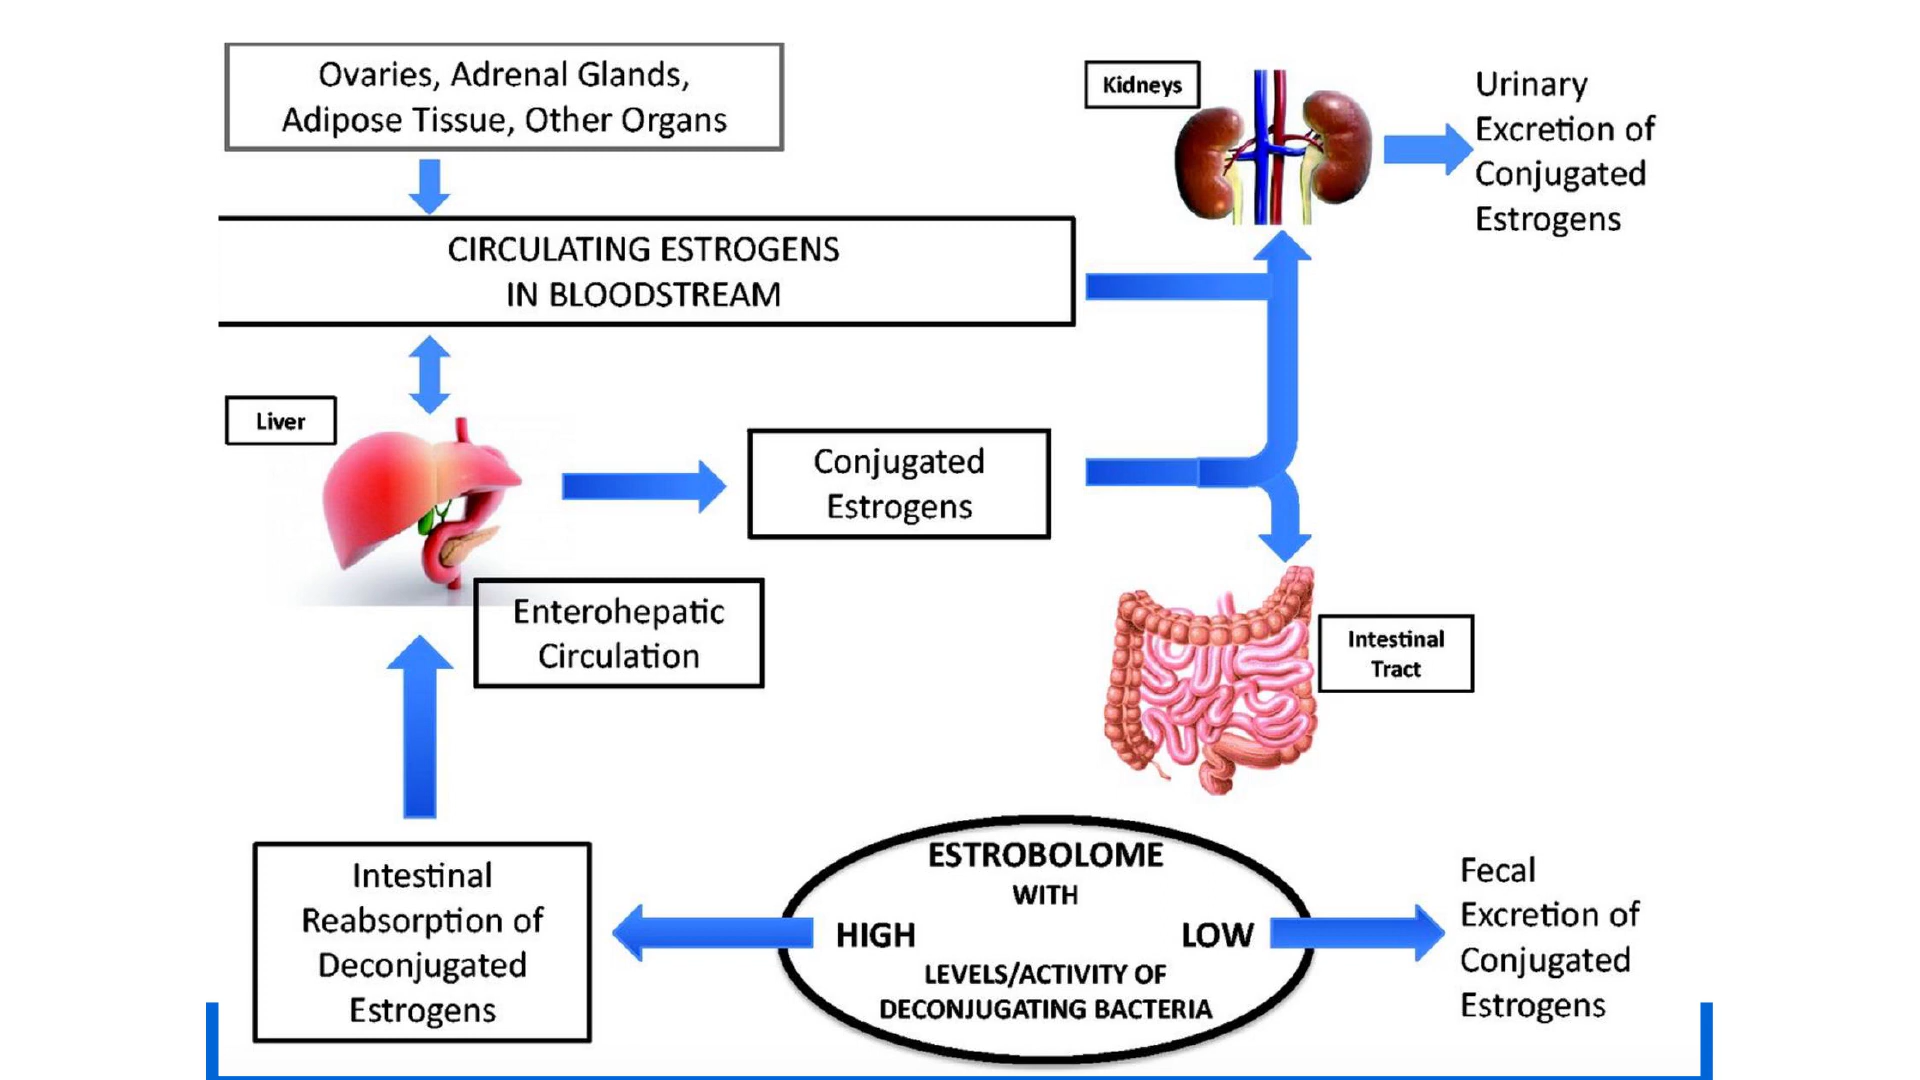 Ovaries, Adrenal Glands,
Adipose Tissue, Other Organs
Kidneys
Urinary
Excretion of
Conjugated
Estrogens
CIRCULATING ESTROGENS
IN BLOODSTREAM
Liver
Conjugated
Estrogens
Enterohepatic
Circulation
Intestinal
Tract
Intestinal
Reabsorption of
Deconjugated
Estrogens
ESTROBOLOME
WITH
HIGH LOW
LEVELS/ACTIVITY OF
DECONJUGATING BACTERIA
Fecal
Excretion of
Conjugated
Estrogens